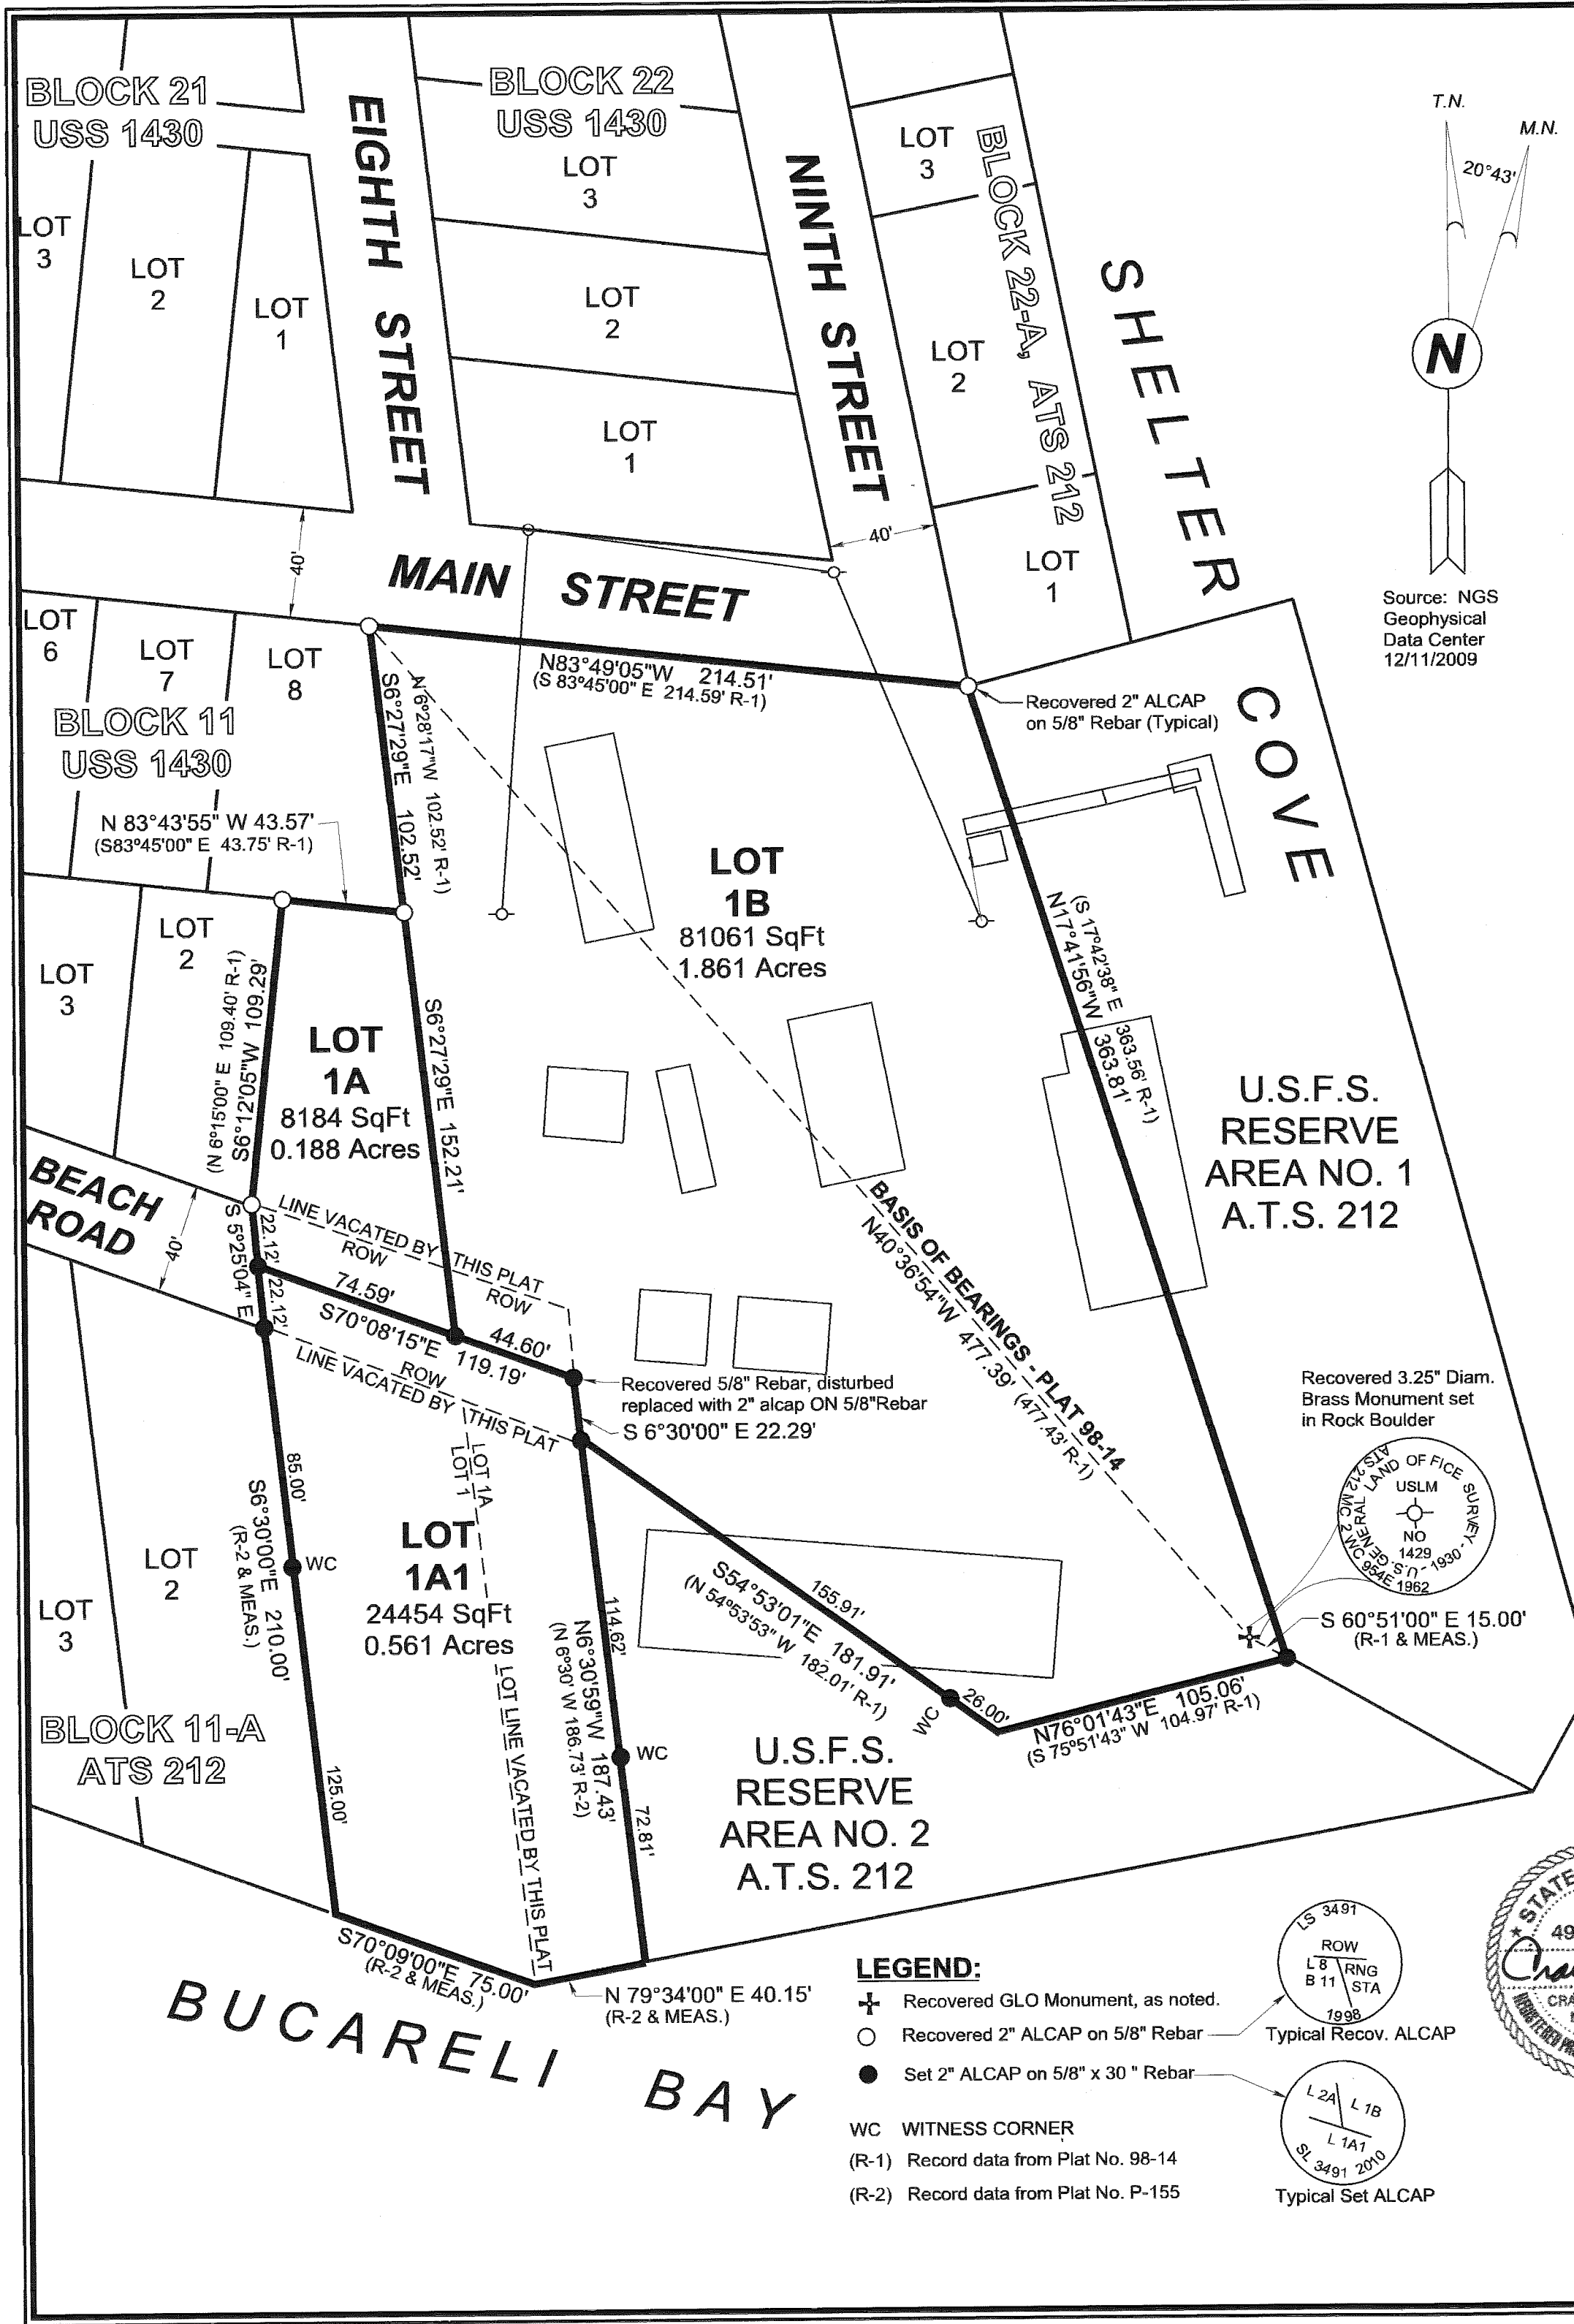 BLOCK 21
USS 1430
LOT
3
LOT
2
LOT
1
EIGHTH STREET
BLOCK 22
USS 1430
LOT
3
LOT
2
LOT
1
NINTH STREET
LOT
3
BLOCK 22-A, ATS 212
LOT
2
LOT
1
40'
SHELTER COVE
T.N.
M.N.
20°43'
N
Source: NGS
Geophysical
Data Center
12/11/2009
40'
MAIN STREET
LOT
6
LOT
7
LOT
8
BLOCK 11
USS 1430
N 83°43'55" W 43.57'
(S83°45'00" E 43.75' R-1)
N83°49'05"W 214.51'
(S 83°45'00" E 214.59' R-1)
S6°27'29"E 102.52'
N 6°28'17"W 102.52' R-1)
Recovered 2" ALCAP
on 5/8" Rebar (Typical)
LOT
1B
81061 SqFt
1.861 Acres
(S 17°42'38" E 363.56' R-1)
N17°41'56"W 363.81'
U.S.F.S.
RESERVE
AREA NO. 1
A.T.S. 212
LOT
3
LOT
2
(N 6°15'00" E 109.40' R-1)
S6°12'05"W 109.29'
LOT
1A
8184 SqFt
0.188 Acres
S6°27'29"E 152.21'
BEACH
ROAD
40'
S 5°25'04" E
22.12'
22.12'
LINE VACATED BY THIS PLAT
ROW
ROW
74.59'
44.60'
S70°08'15"E 119.19'
ROW
LINE VACATED BY THIS PLAT
BASIS OF BEARINGS - PLAT 98-14
N40°36'54"W 477.39' (477.43' R-1)
Recovered 5/8" Rebar, disturbed
replaced with 2" alcap ON 5/8"Rebar
S 6°30'00" E 22.29'
Recovered 3.25" Diam.
Brass Monument set
in Rock Boulder
U.S. GENERAL LAND OF FICE SURVEY - 1930 -
USLM
NO
1429
ATS 212 MC 2 WC 954E 1962
S 60°51'00" E 15.00'
(R-1 & MEAS.)
LOT 1A
LOT 1
LOT
1A1
24454 SqFt
0.561 Acres
LOT LINE VACATED BY THIS PLAT
85.00'
WC
S6°30'00"E 210.00'
(R-2 & MEAS.)
125.00'
LOT
2
LOT
3
BLOCK 11-A
ATS 212
114.62'
N6°30'59"W 187.43'
(N 6°30' W 186.73' R-2)
WC
72.81'
155.91'
S54°53'01"E 181.91'
(N 54°53'53" W 182.01' R-1)
WC
26.00'
N76°01'43"E 105.06'
(S 75°51'43" W 104.97' R-1)
U.S.F.S.
RESERVE
AREA NO. 2
A.T.S. 212
S70°09'00"E 75.00'
(R-2 & MEAS.)
N 79°34'00" E 40.15'
(R-2 & MEAS.)
BUCARELI BAY
LEGEND:
Recovered GLO Monument, as noted.
Recovered 2" ALCAP on 5/8" Rebar
Set 2" ALCAP on 5/8" x 30 " Rebar
WC WITNESS CORNER
(R-1) Record data from Plat No. 98-14
(R-2) Record data from Plat No. P-155
LS 3491
ROW
L 8
B 11
RNG
STA
1998
Typical Recov. ALCAP
L 2A
L 1B
L 1A1
SL 3491 2010
Typical Set ALCAP
STATE
49